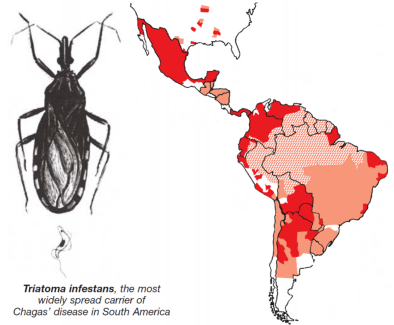 Triatoma infestans, the most
widely spread carrier of
Chagas' disease in South America